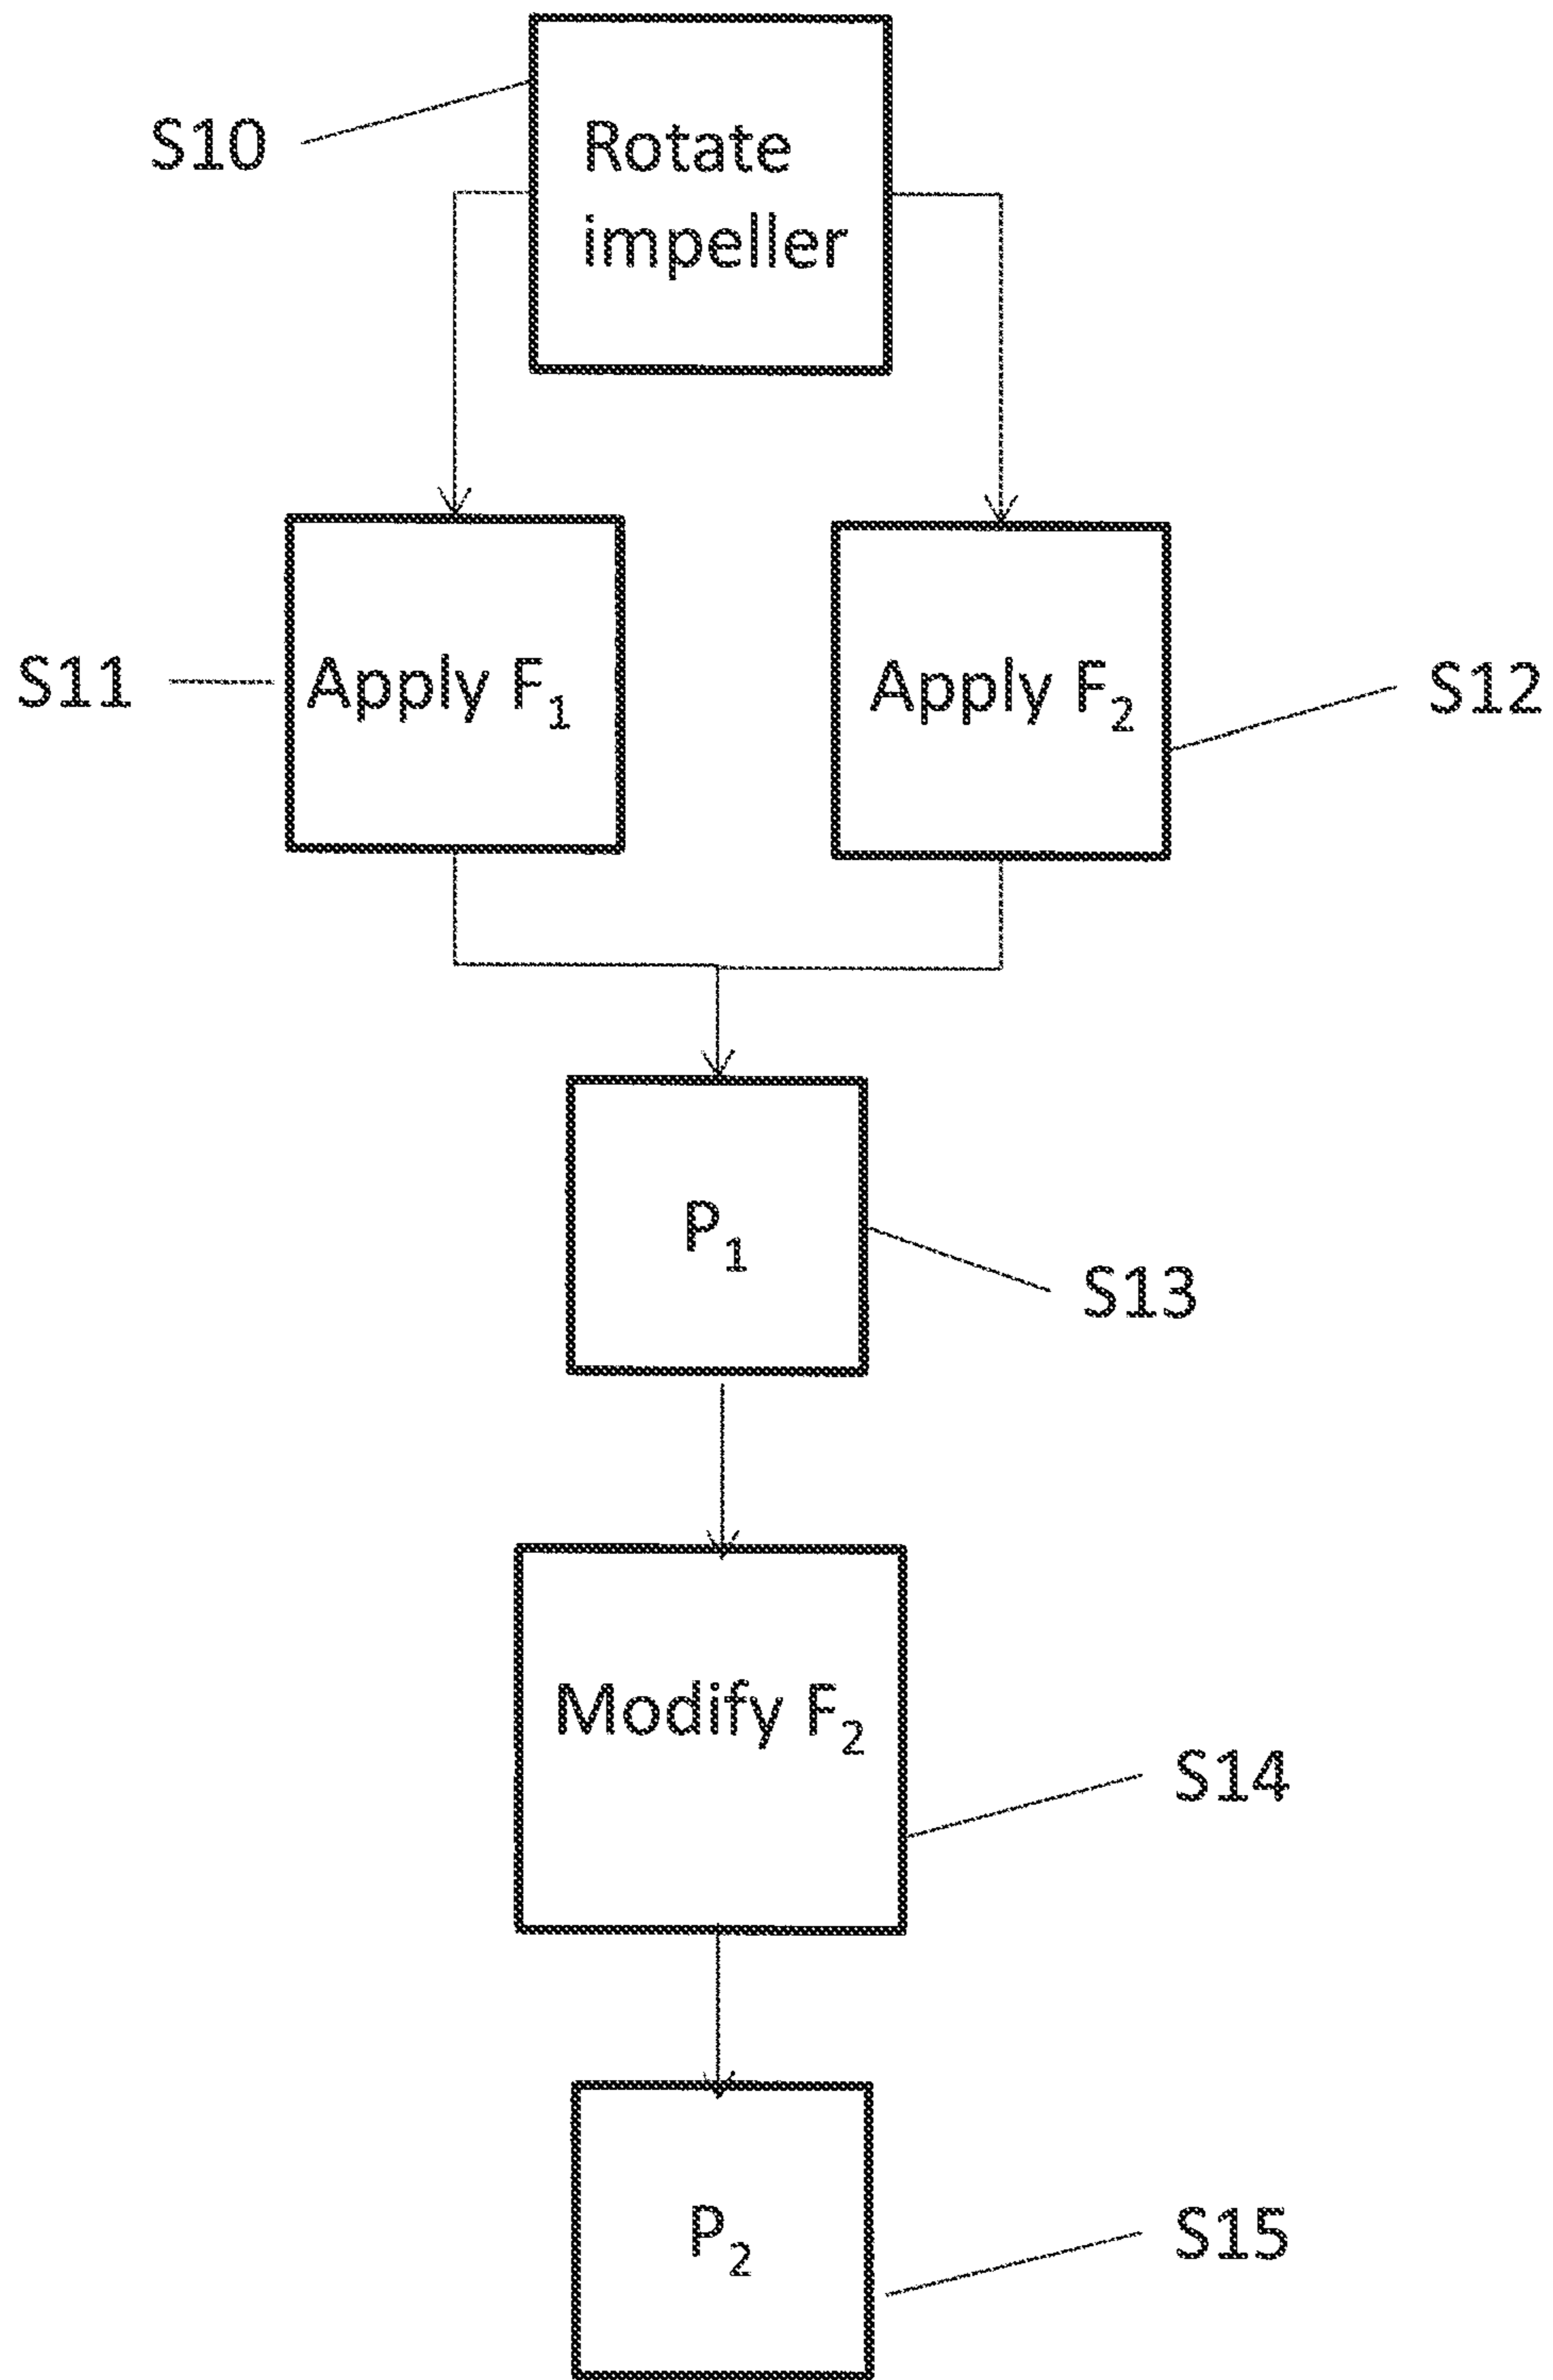 S10
Rotate
impeller
S11
Apply F₁
Apply F₂
S12
P₁
S13
Modify F₂
S14
P₂
S15